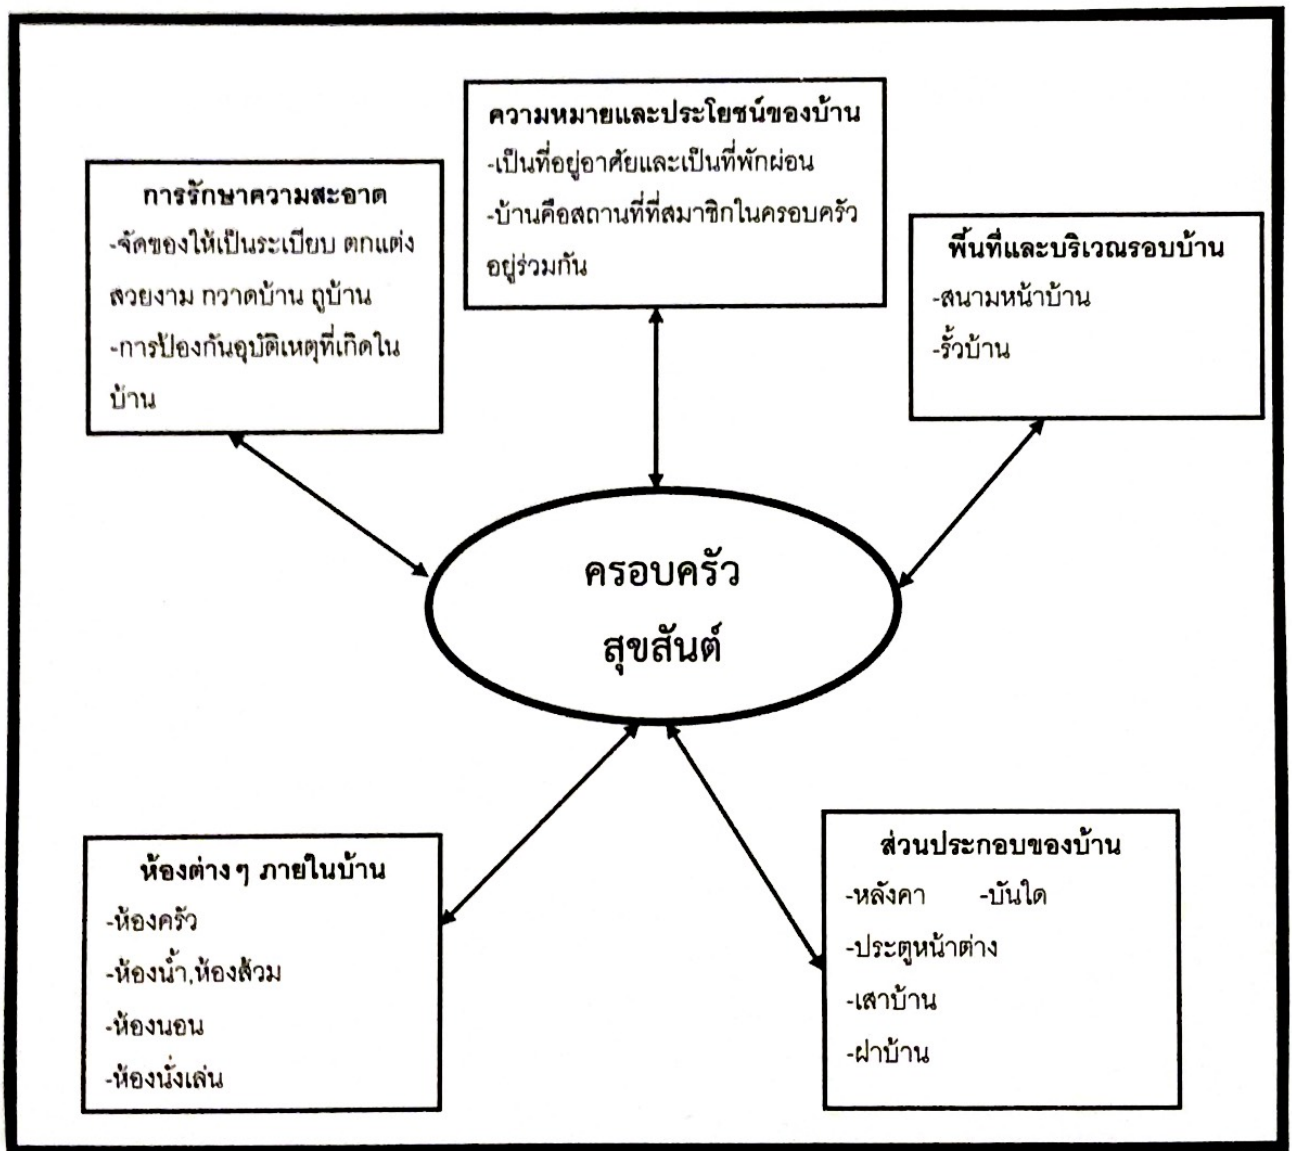 ความหมายและประโยชน์ของบ้าน
-เป็นที่อยู่อาศัยและเป็นที่พักผ่อน
-บ้านคือสถานที่ที่สมาชิกในครอบครัว
อยู่ร่วมกัน
การรักษาความสะอาด
-จัดของให้เป็นระเบียบ ตกแต่ง
สวยงาม กวาดบ้าน ถูบ้าน
-การป้องกันอุบัติเหตุที่เกิดใน
บ้าน
พื้นที่และบริเวณรอบบ้าน
-สนามหน้าบ้าน
-รั้วบ้าน
ครอบครัว
สุขสันต์
ห้องต่างๆ ภายในบ้าน
-ห้องครัว
-ห้องน้ำ,ห้องส้วม
-ห้องนอน
-ห้องนั่งเล่น
ส่วนประกอบของบ้าน
-หลังคา -บันใด
-ประตูหน้าต่าง
-เสาบ้าน
-ฝาบ้าน